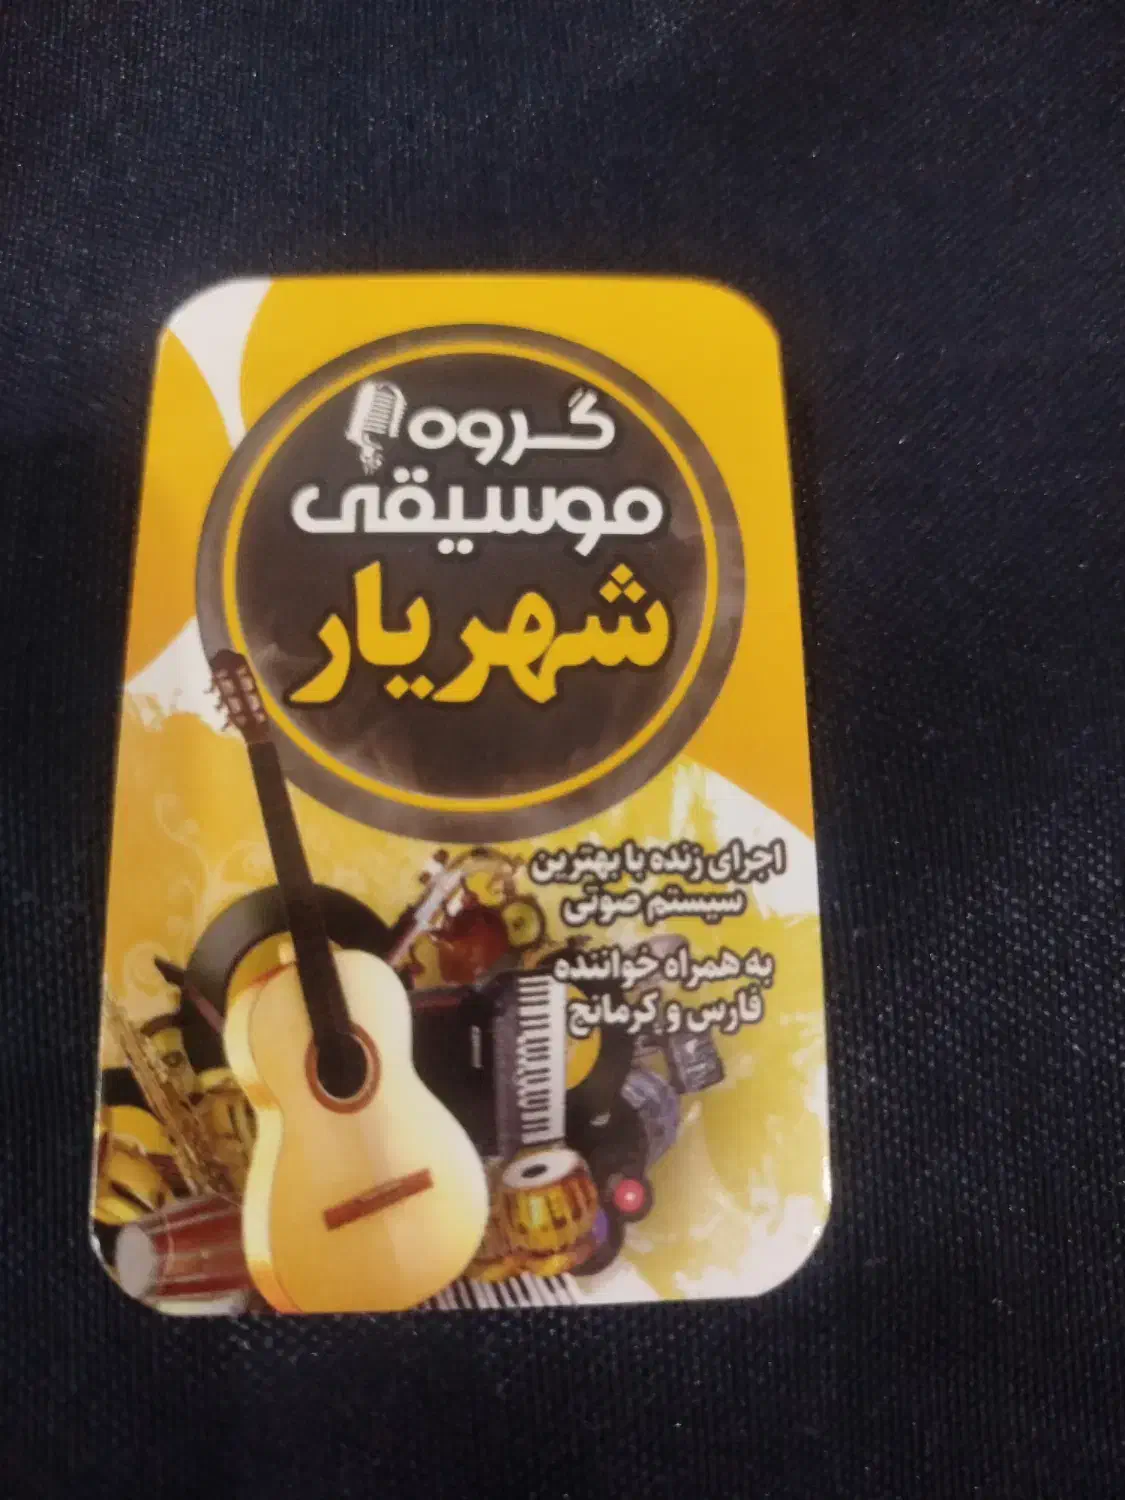 گروه
موسیقی
شهریار
اجرای زنده با بهترین
سیستم صوتی
به همراه خواننده
فارس و کرمانج